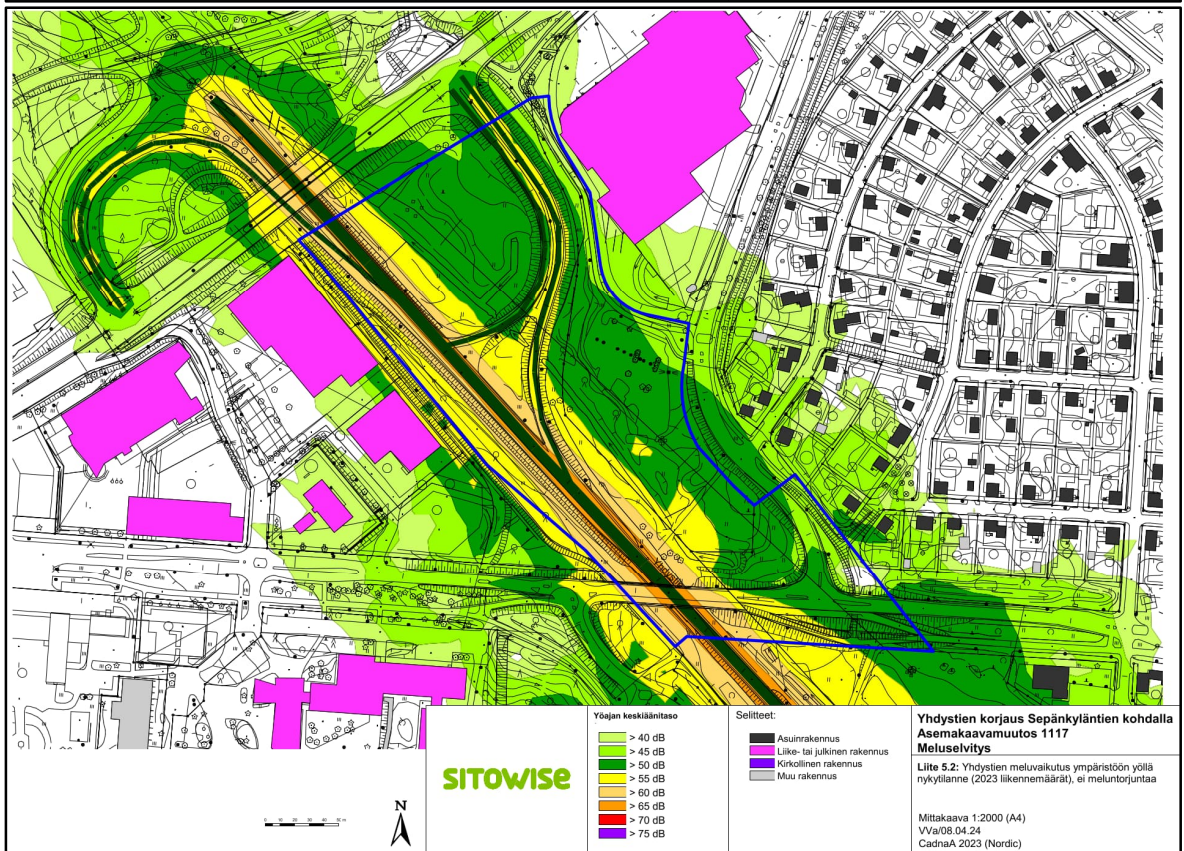 SITOWISE
N
Yöajan keskiäänitaso
> 40 dB
> 45 dB
> 50 dB
> 55 dB
> 60 dB
> 65 dB
> 70 dB
> 75 dB
Selitteet:
Asuinrakennus
Liike- tai julkinen rakennus
Kirkollinen rakennus
Muu rakennus
Yhdystien korjaus Sepänkyläntien kohdalla
Asemakaavamuutos 1117
Meluselvitys
Liite 5.2: Yhdystien meluvaikutus ympäristöön yöllä
nykytilanne (2023 liikennemäärät), ei meluntorjuntaa
Mittakaava 1:2000 (A4)
VVa/08.04.24
CadnaA 2023 (Nordic)